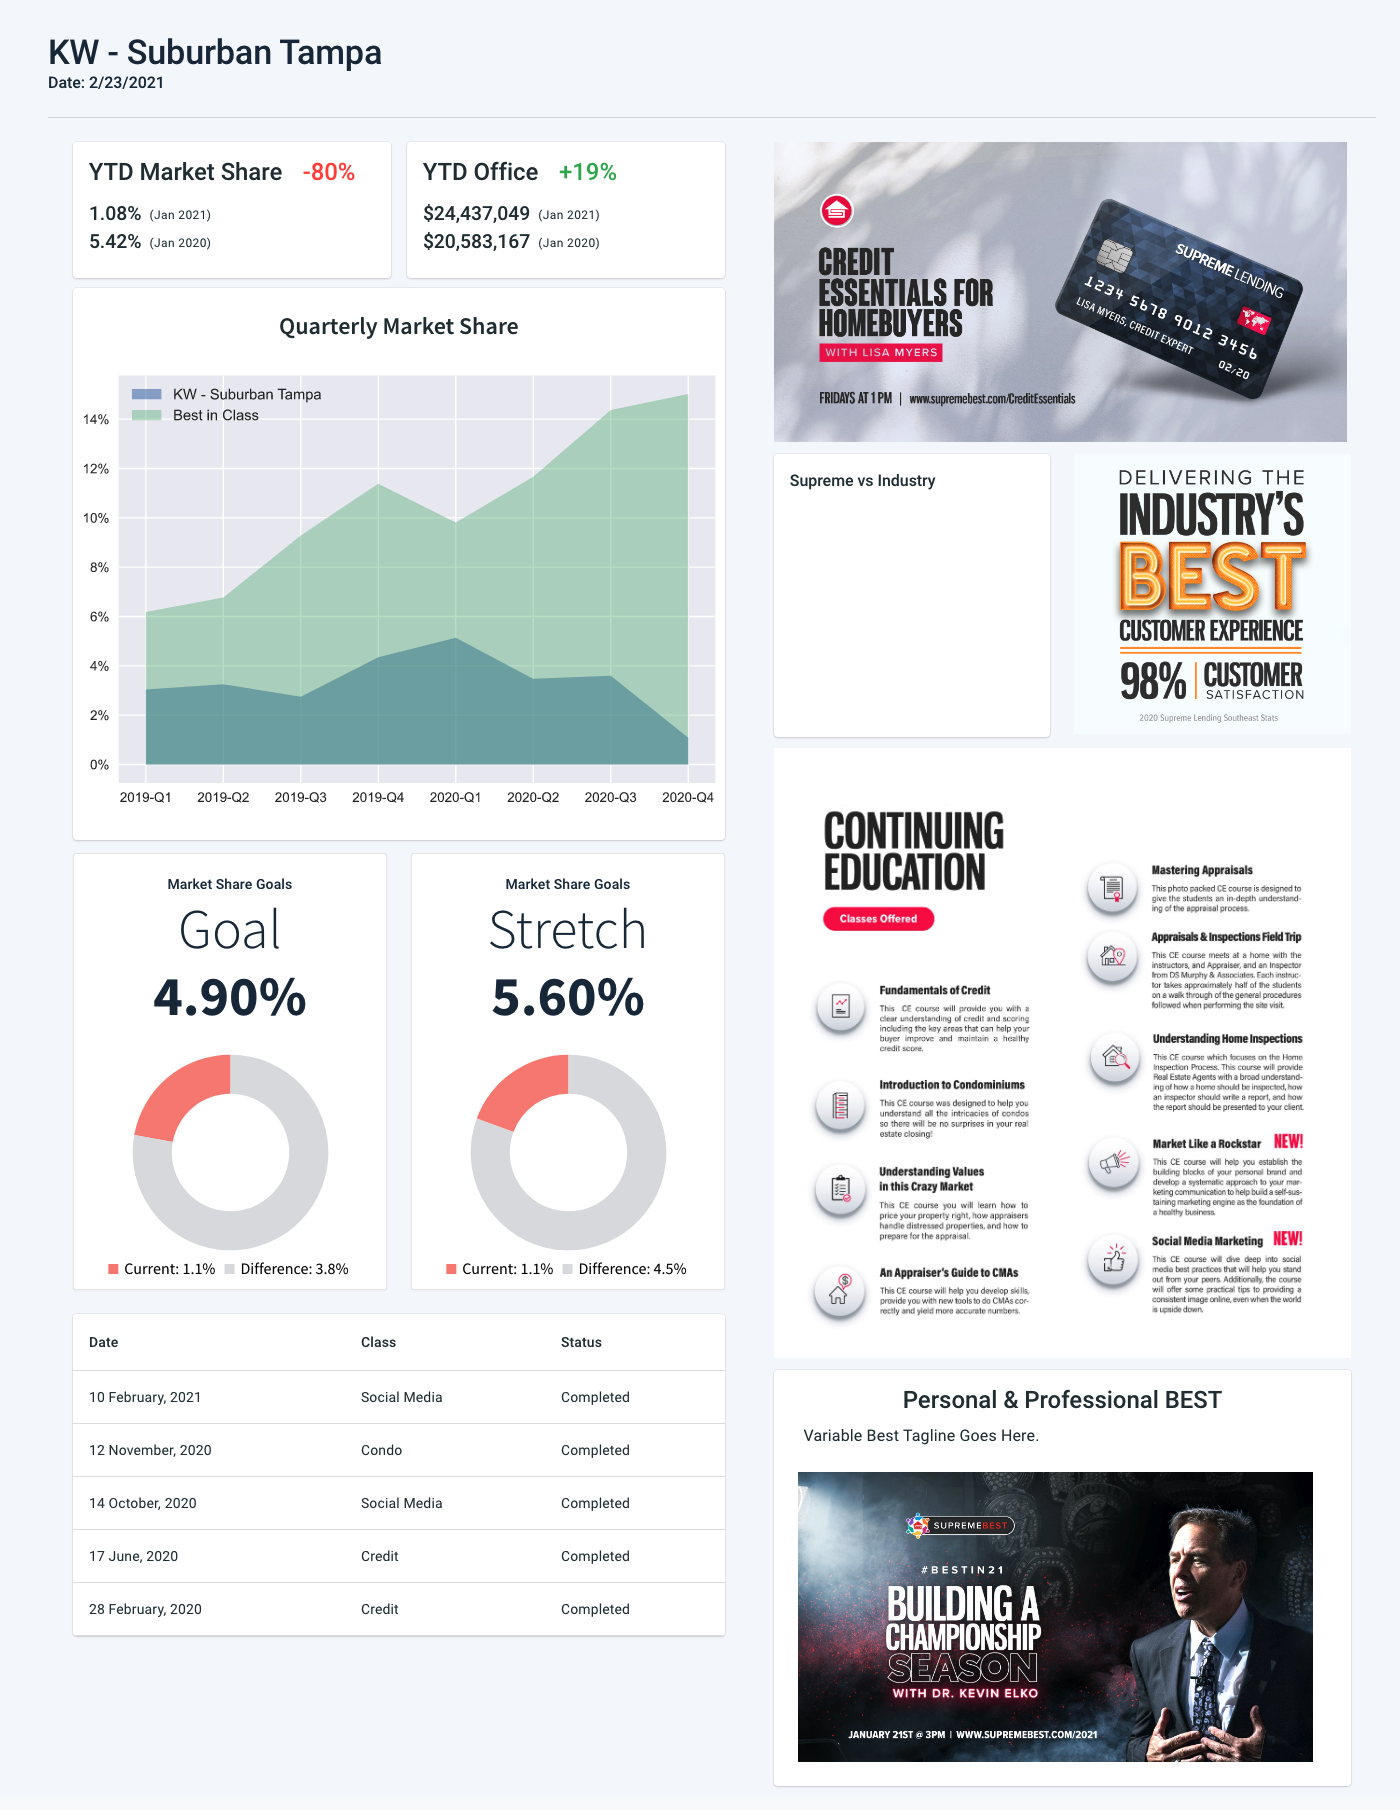 KW - Suburban Tampa
Date: 2/23/2021
YTD Market Share -80%
1.08% (Jan 2021)
5.42% (Jan 2020)
YTD Office +19%
$24,437,049 (Jan 2021)
$20,583,167 (Jan 2020)
Quarterly Market Share
KW - Suburban Tampa
Best in Class
14%
12%
10%
8%
6%
4%
2%
0%
2019-Q1 2019-Q2 2019-Q3 2019-Q4 2020-Q1 2020-Q2 2020-Q3 2020-Q4
Market Share Goals
Goal
4.90%
Current: 1.1% Difference: 3.8%
Market Share Goals
Stretch
5.60%
Current: 1.1% Difference: 4.5%
Date Class Status
10 February, 2021 Social Media Completed
12 November, 2020 Condo Completed
14 October, 2020 Social Media Completed
17 June, 2020 Credit Completed
28 February, 2020 Credit Completed
CREDIT
ESSENTIALS FOR
HOMEBUYERS
WITH LISA MYERS
FRIDAYS AT 1 PM | www.supremebest.com/CreditEssentials
SUPREME LENDING
1234 5678 9012 3456
LISA MYERS, CREDIT EXPERT
02/20
Supreme vs Industry
DELIVERING THE
INDUSTRY'S
BEST
CUSTOMER EXPERIENCE
98% | CUSTOMER
SATISFACTION
2020 Supreme Lending Southeast Stats
CONTINUING
EDUCATION
Classes Offered
Fundamentals of Credit
This CE course will provide you with a
clear understanding of credit and scoring
including the key areas that can help your
buyer improve and maintain a healthy
credit score.
Introduction to Condominiums
This CE course was designed to help you
understand all the intricacies of condos
so there will be no surprises in your real
estate closing!
Understanding Values
in this Crazy Market
This CE course you will learn how to
price your property right, how appraisers
handle distressed properties, and how to
prepare for the appraisal.
An Appraiser's Guide to CMAs
This CE course will help you develop skills,
provide you with new tools to do CMAs cor-
rectly and yield more accurate numbers.
Mastering Appraisals
This photo packed CE course is designed to
give the students an in-depth understand-
ing of the appraisal process.
Appraisals & Inspections Field Trip
This CE course meets at a home with the
instructors, and Appraiser, and an Inspector
from DS Murphy & Associates. Each instruc-
tor takes approximately half of the students
on a walk through of the general procedures
followed when performing the site visit.
Understanding Home Inspections
This CE course which focuses on the Home
Inspection Process. This course will provide
Real Estate Agents with a broad understand-
ing of how a home should be inspected, how
an inspector should write a report, and how
the report should be presented to your client.
Market Like a Rockstar NEW!
This CE course will help you establish the
building blocks of your personal brand and
develop a systematic approach to your mar-
keting communication to help build a self-sus-
taining marketing engine as the foundation of
a healthy business.
Social Media Marketing NEW!
This CE course will dive deep into social
media best practices that will help you stand
out from your peers. Additionally, the course
will offer some practical tips to providing a
consistent image online, even when the world
is upside down.
Personal & Professional BEST
Variable Best Tagline Goes Here.
SUPREMEBEST
#BESTIN21
BUILDING A
CHAMPIONSHIP
SEASON
WITH DR. KEVIN ELKO
JANUARY 21ST @ 3PM | WWW.SUPREMEBEST.COM/2021